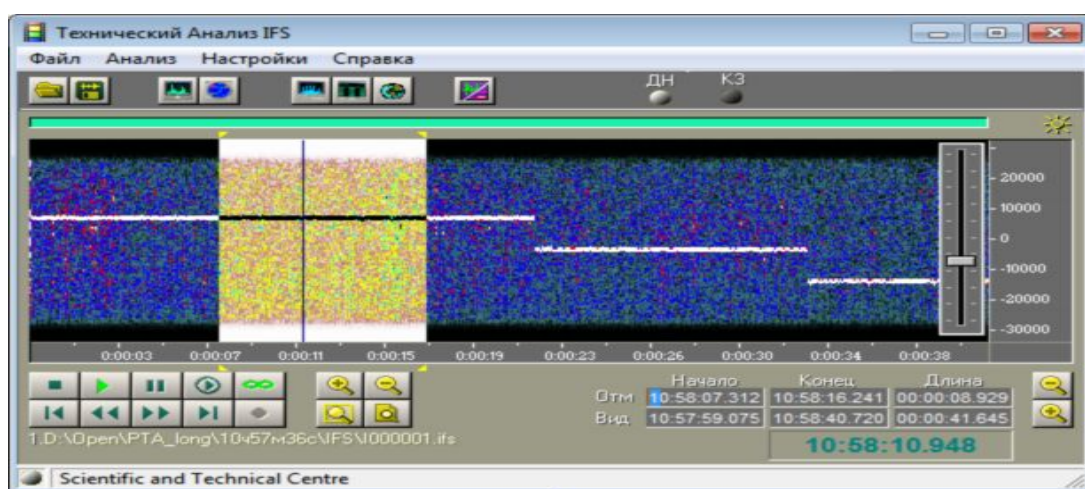 Технический Анализ IFS
Файл Анализ Настройки Справка
ДН КЗ
20000
10000
0
-10000
-20000
-30000
0:00:03 0:00:07 0:00:11 0:00:15 0:00:19 0:00:23 0:00:26 0:00:30 0:00:34 0:00:38
Начало Конец Длина
Отм 10:58:07.312 10:58:16.241 00:00:08.929
Вид 10:57:59.075 10:58:40.720 00:00:41.645
1.D:\Open\PTA_long\10ч57м36с\IFS\I000001.ifs
10:58:10.948
Scientific and Technical Centre